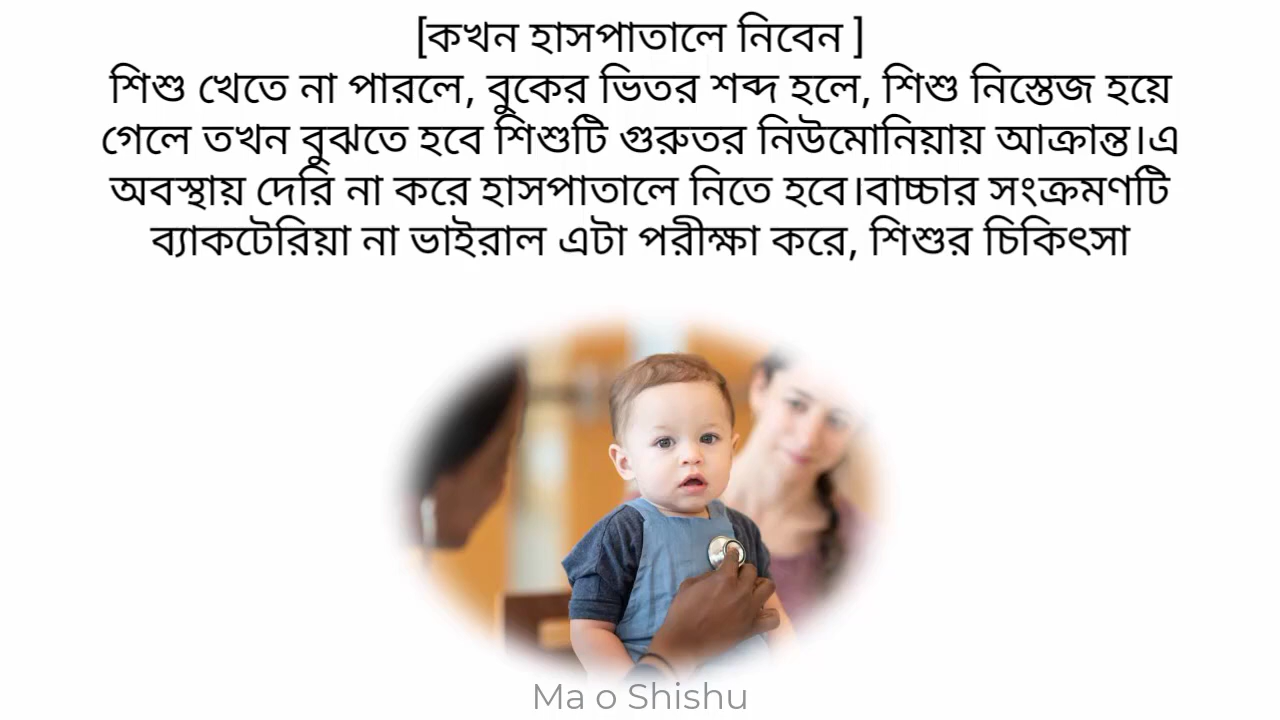 [কখন হাসপাতালে নিবেন ]
শিশু খেতে না পারলে, বুকের ভিতর শব্দ হলে, শিশু নিস্তেজ হয়ে
গেলে তখন বুঝতে হবে শিশুটি গুরুতর নিউমোনিয়ায় আক্রান্ত।এ
অবস্থায় দেরি না করে হাসপাতালে নিতে হবে।বাচ্চার সংক্রমণটি
ব্যাকটেরিয়া না ভাইরাল এটা পরীক্ষা করে, শিশুর চিকিৎসা
Ma o Shishu